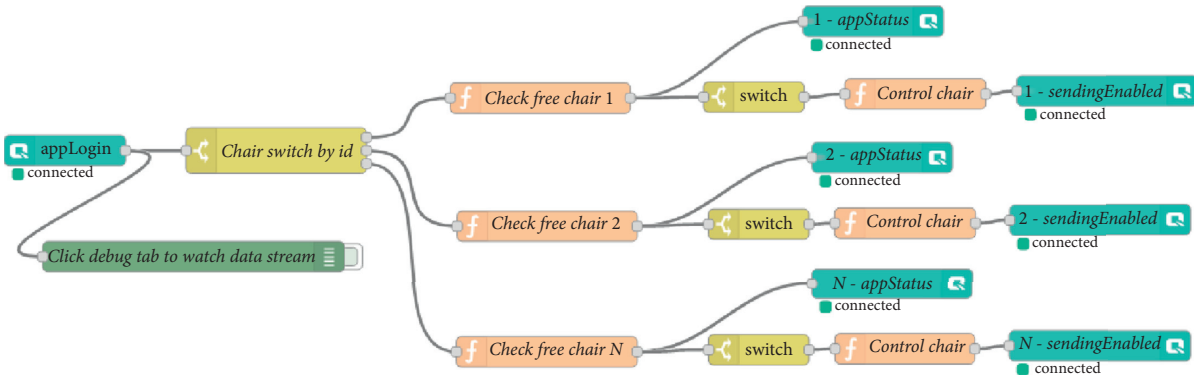 1 - appStatus
connected
Check free chair 1
switch
Control chair
1 - sendingEnabled
connected
appLogin
connected
Chair switch by id
2 - appStatus
connected
Check free chair 2
switch
Control chair
2 - sendingEnabled
connected
Click debug tab to watch data stream
N - appStatus
connected
Check free chair N
switch
Control chair
N - sendingEnabled
connected